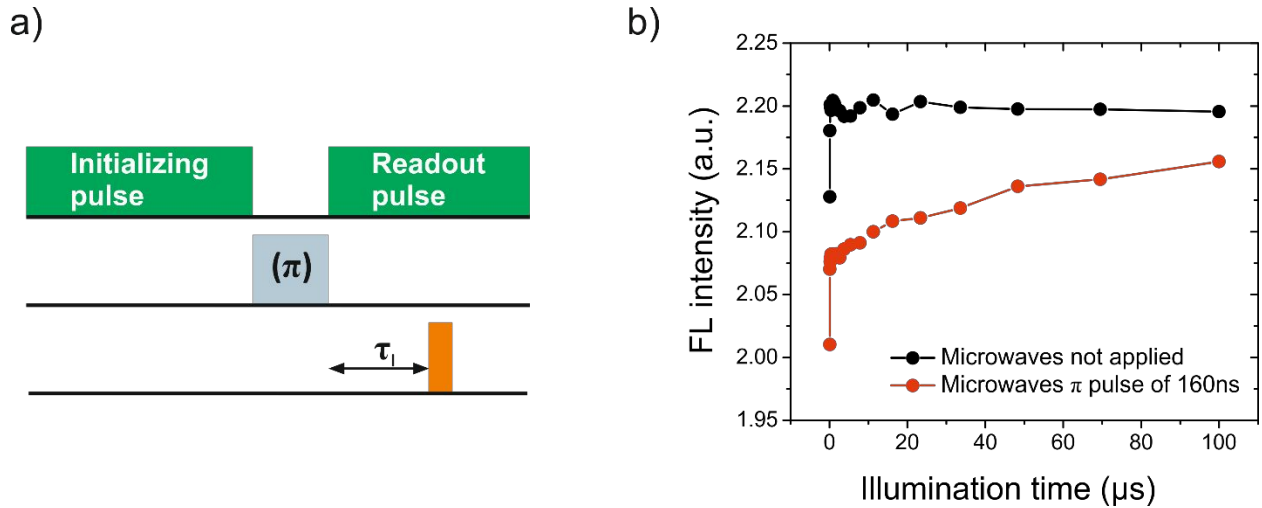 a)
Initializing
pulse
Readout
pulse
(π)
τI
b)
FL intensity (a.u.)
2.25
2.20
2.15
2.10
2.05
2.00
1.95
Microwaves not applied
Microwaves π pulse of 160ns
0 20 40 60 80 100
Illumination time (μs)